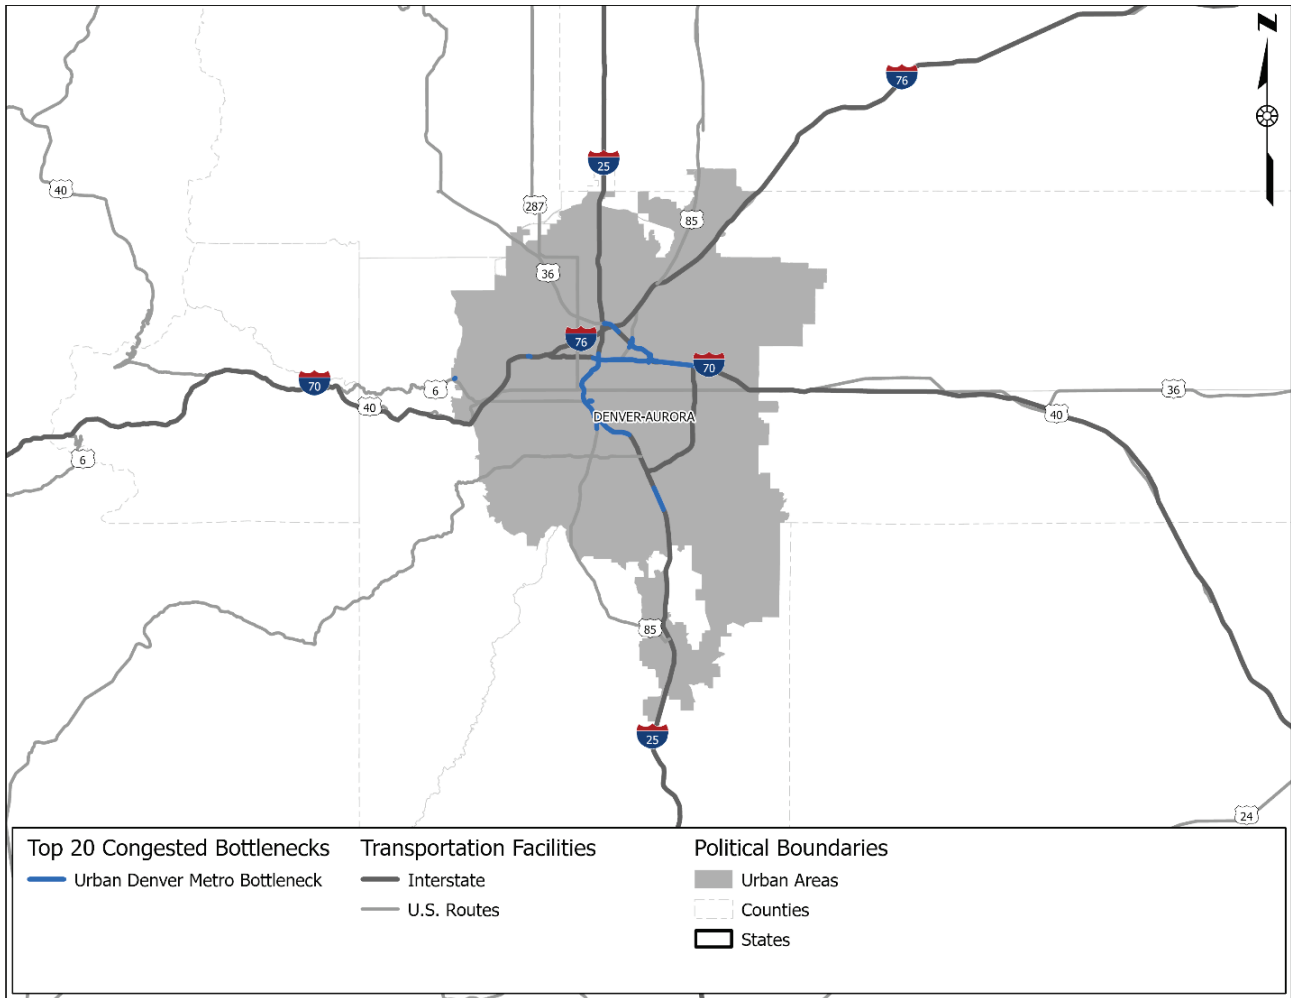 N
76
25
40
287
85
36
76
70
70
6
36
40
40
DENVER-AURORA
6
85
25
24
Top 20 Congested Bottlenecks
Urban Denver Metro Bottleneck
Transportation Facilities
Interstate
U.S. Routes
Political Boundaries
Urban Areas
Counties
States